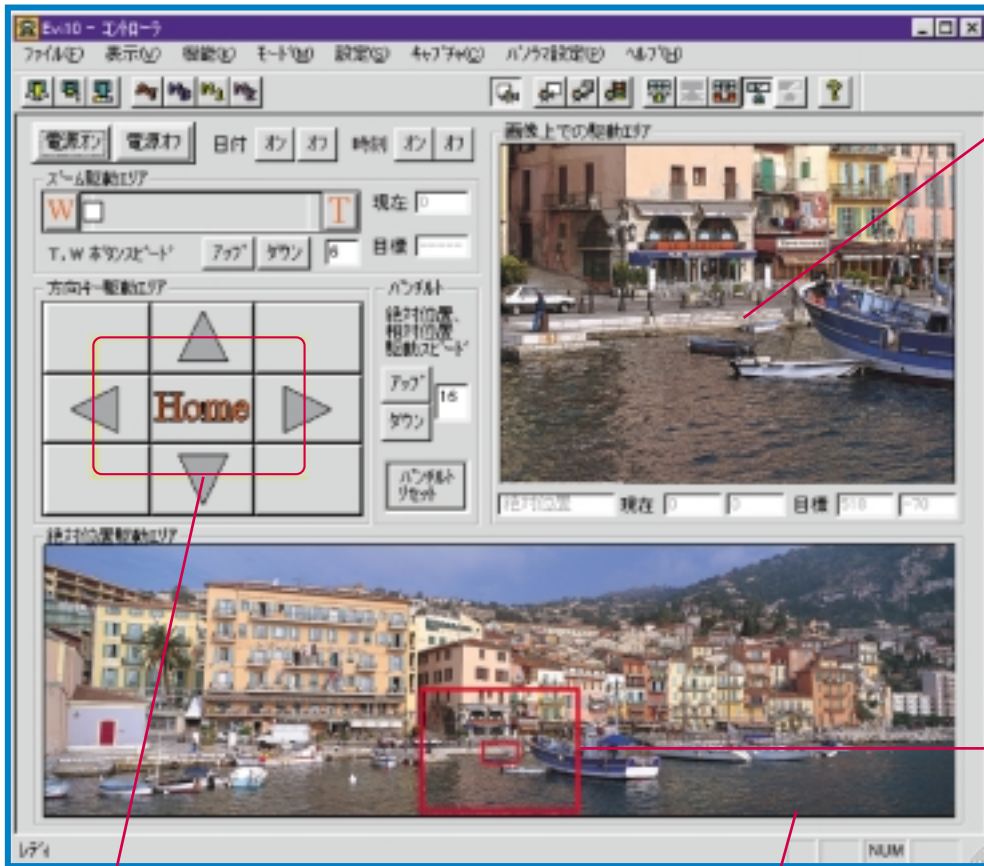 Evi10 - ｺﾝﾄﾛｰﾗ
ﾌｧｲﾙ(F) 表示(V) 機能(K) ﾓｰﾄﾞ(M) 設定(S) ｷｬﾌﾟﾁｬ(C) ﾊﾟﾉﾗﾏ設定(P) ﾍﾙﾌﾟ(H)
電源ｵﾝ 電源ｵﾌ 日付 ｵﾝ ｵﾌ 時刻 ｵﾝ ｵﾌ
ｽﾞｰﾑ駆動ｴﾘｱ
W T 現在 0
T､W ﾎﾞﾀﾝｽﾋﾟｰﾄﾞ ｱｯﾌﾟ ﾀﾞｳﾝ 6 目標 -----
方向ｷｰ駆動ｴﾘｱ
Home
ﾊﾟﾝﾁﾙﾄ
絶対位置､
相対位置
駆動ｽﾋﾟｰﾄﾞ
ｱｯﾌﾟ
16
ﾀﾞｳﾝ
ﾊﾟﾝﾁﾙﾄ
ﾘｾｯﾄ
画像上での駆動ｴﾘｱ
絶対位置 現在 0 0 目標 518 -70
絶対位置駆動ｴﾘｱ
ﾚﾃﾞｨ NUM